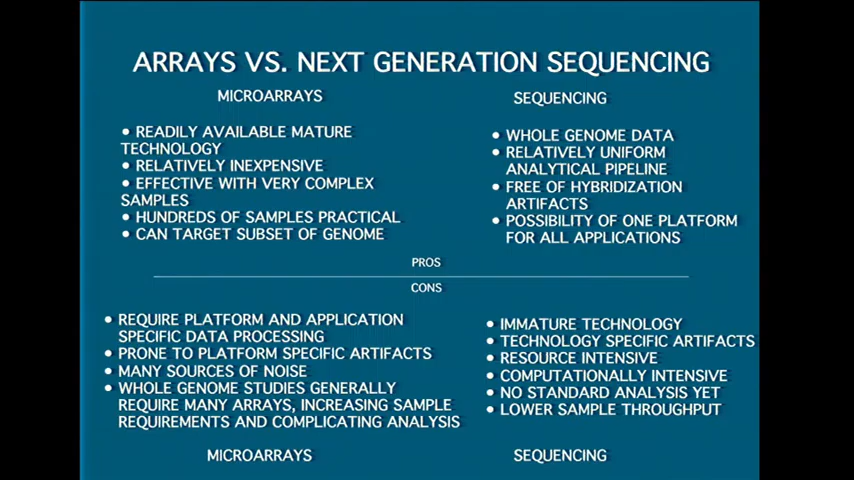 ARRAYS VS. NEXT GENERATION SEQUENCING
MICROARRAYS
• READILY AVAILABLE MATURE
TECHNOLOGY
• RELATIVELY INEXPENSIVE
• EFFECTIVE WITH VERY COMPLEX
SAMPLES
• HUNDREDS OF SAMPLES PRACTICAL
• CAN TARGET SUBSET OF GENOME
SEQUENCING
• WHOLE GENOME DATA
• RELATIVELY UNIFORM
ANALYTICAL PIPELINE
• FREE OF HYBRIDIZATION
ARTIFACTS
• POSSIBILITY OF ONE PLATFORM
FOR ALL APPLICATIONS
PROS
CONS
• REQUIRE PLATFORM AND APPLICATION
SPECIFIC DATA PROCESSING
• PRONE TO PLATFORM SPECIFIC ARTIFACTS
• MANY SOURCES OF NOISE
• WHOLE GENOME STUDIES GENERALLY
REQUIRE MANY ARRAYS, INCREASING SAMPLE
REQUIREMENTS AND COMPLICATING ANALYSIS
MICROARRAYS
• IMMATURE TECHNOLOGY
• TECHNOLOGY SPECIFIC ARTIFACTS
• RESOURCE INTENSIVE
• COMPUTATIONALLY INTENSIVE
• NO STANDARD ANALYSIS YET
• LOWER SAMPLE THROUGHPUT
SEQUENCING